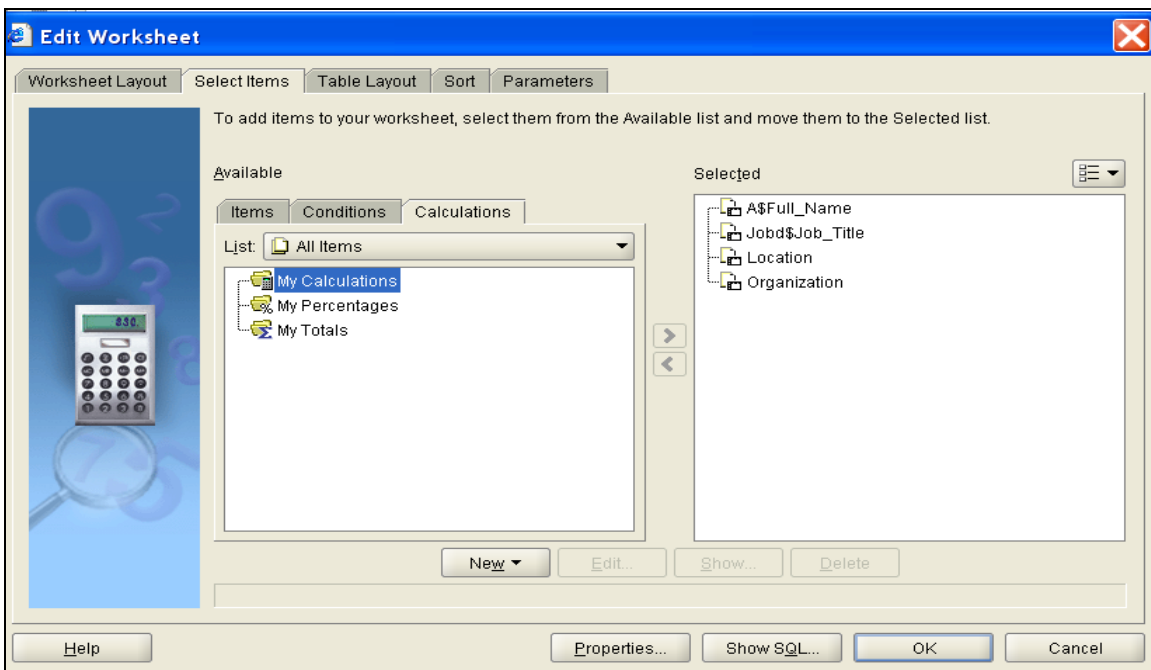 Edit Worksheet
Worksheet Layout Select Items Table Layout Sort Parameters
To add items to your worksheet, select them from the Available list and move them to the Selected list.
Available
Selected
Items Conditions Calculations
List: All Items
My Calculations
My Percentages
My Totals
A$Full_Name
Jobd$Job_Title
Location
Organization
830.
New Edit... Show... Delete
Help Properties... Show SQL... OK Cancel